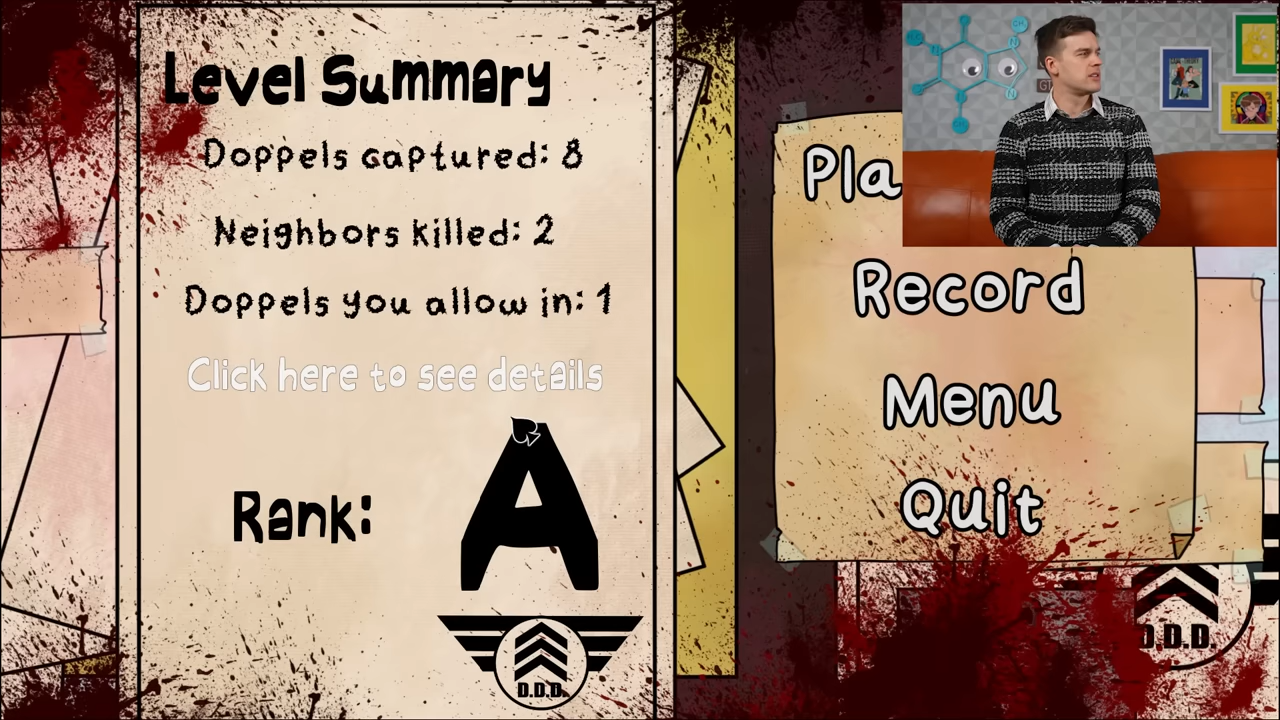 Level Summary
Doppels captured: 8
Neighbors killed: 2
Doppels you allow in: 1
Click here to see details
Rank: A
D.D.D.
Pla
Record
Menu
Quit
D.D.D.